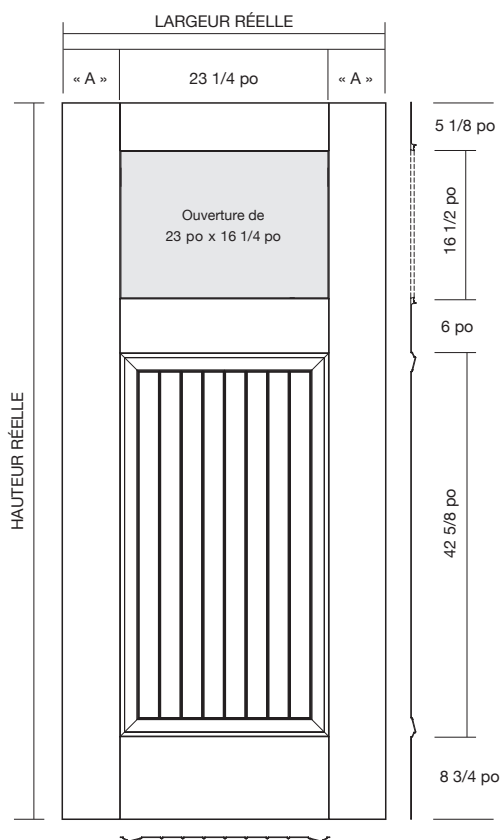 LARGEUR RÉELLE
« A »
23 1/4 po
« A »
5 1/8 po
Ouverture de
23 po x 16 1/4 po
16 1/2 po
6 po
HAUTEUR RÉELLE
42 5/8 po
8 3/4 po